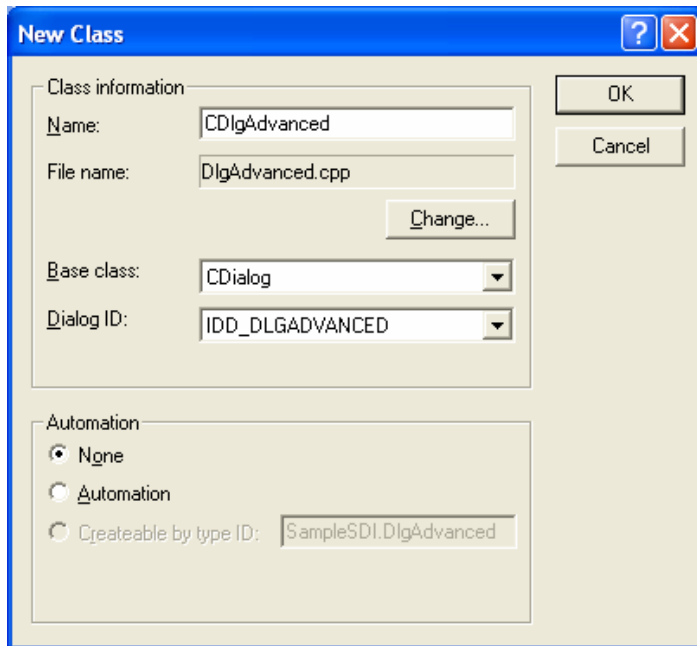 New Class
Class information
OK
Name: CDlgAdvanced
Cancel
File name: DlgAdvanced.cpp
Change...
Base class: CDialog
Dialog ID: IDD_DLGADVANCED
Automation
None
Automation
Createable by type ID: SampleSDI.DlgAdvanced